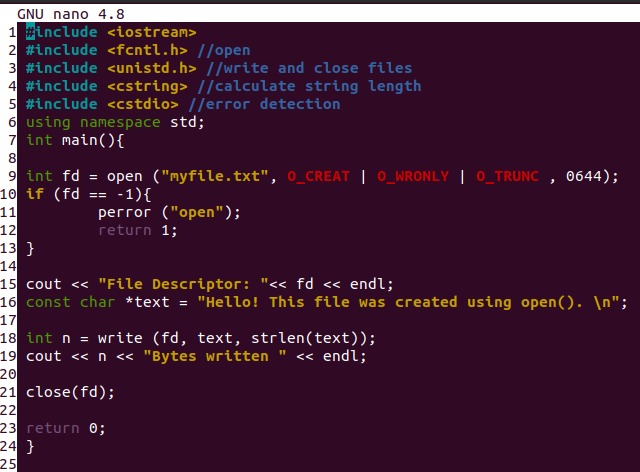 GNU nano 4.8
1 #include <iostream>
2 #include <fcntl.h> //open
3 #include <unistd.h> //write and close files
4 #include <cstring> //calculate string length
5 #include <cstdio> //error detection
6 using namespace std;
7 int main(){
8
9 int fd = open ("myfile.txt", O_CREAT | O_WRONLY | O_TRUNC , 0644);
10 if (fd == -1){
11         perror ("open");
12         return 1;
13 }
14
15 cout << "File Descriptor: "<< fd << endl;
16 const char *text = "Hello! This file was created using open(). \n";
17
18 int n = write (fd, text, strlen(text));
19 cout << n << "Bytes written " << endl;
20
21 close(fd);
22
23 return 0;
24 }
25